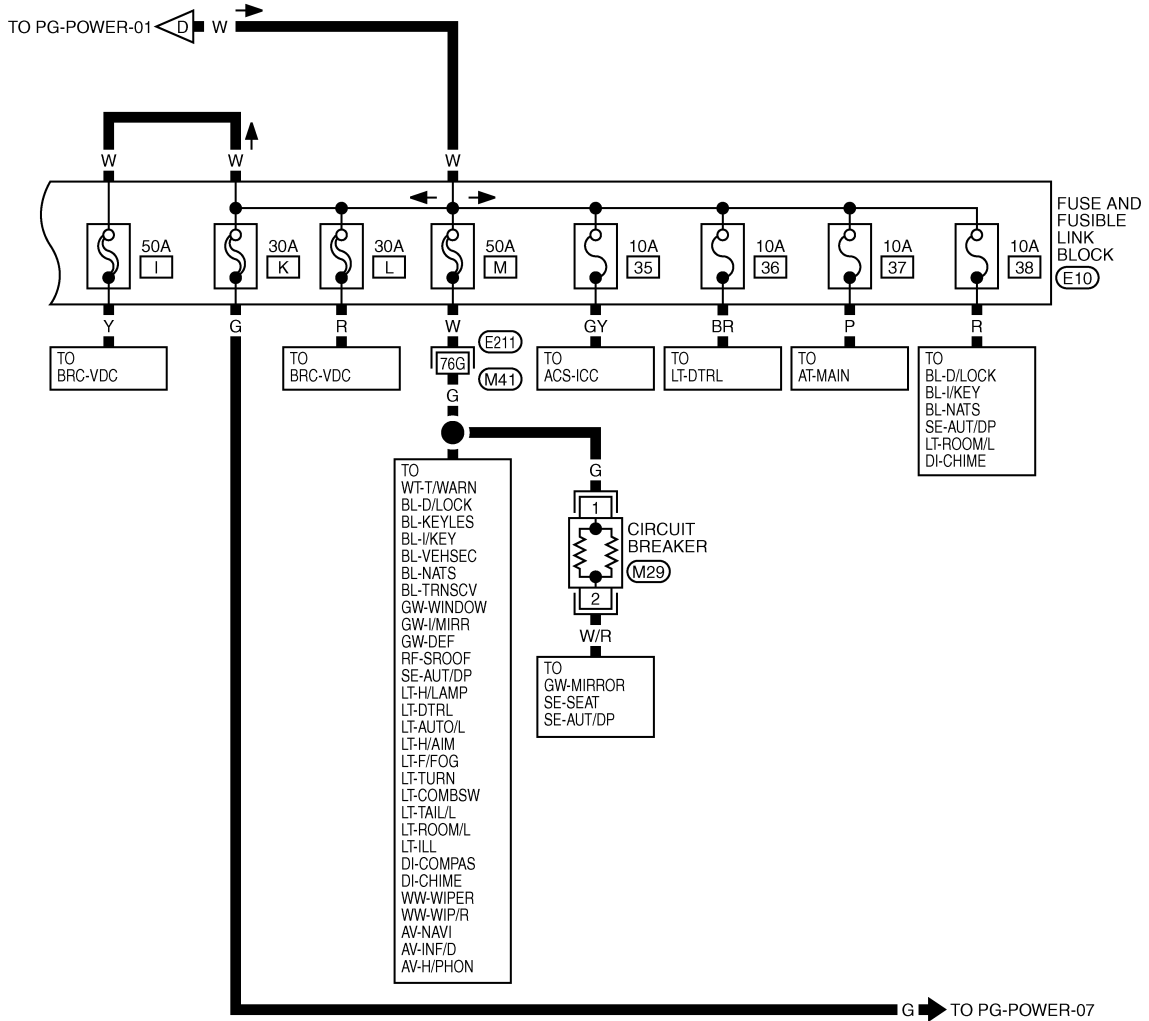 TO PG-POWER-01 D W
W W W
50A I
30A K
30A L
50A M
10A 35
10A 36
10A 37
10A 38
FUSE AND
FUSIBLE
LINK
BLOCK
E10
Y G R W GY BR P R
TO
BRC-VDC
TO
BRC-VDC
76G
E211
M41
G
TO
ACS-ICC
TO
LT-DTRL
TO
AT-MAIN
TO
BL-D/LOCK
BL-I/KEY
BL-NATS
SE-AUT/DP
LT-ROOM/L
DI-CHIME
TO
WT-T/WARN
BL-D/LOCK
BL-KEYLES
BL-I/KEY
BL-VEHSEC
BL-NATS
BL-TRNSCV
GW-WINDOW
GW-I/MIRR
GW-DEF
RF-SROOF
SE-AUT/DP
LT-H/LAMP
LT-DTRL
LT-AUTO/L
LT-H/AIM
LT-F/FOG
LT-TURN
LT-COMBSW
LT-TAIL/L
LT-ROOM/L
LT-ILL
DI-COMPAS
DI-CHIME
WW-WIPER
WW-WIP/R
AV-NAVI
AV-INF/D
AV-H/PHON
G
1
CIRCUIT
BREAKER
M29
2
W/R
TO
GW-MIRROR
SE-SEAT
SE-AUT/DP
G TO PG-POWER-07